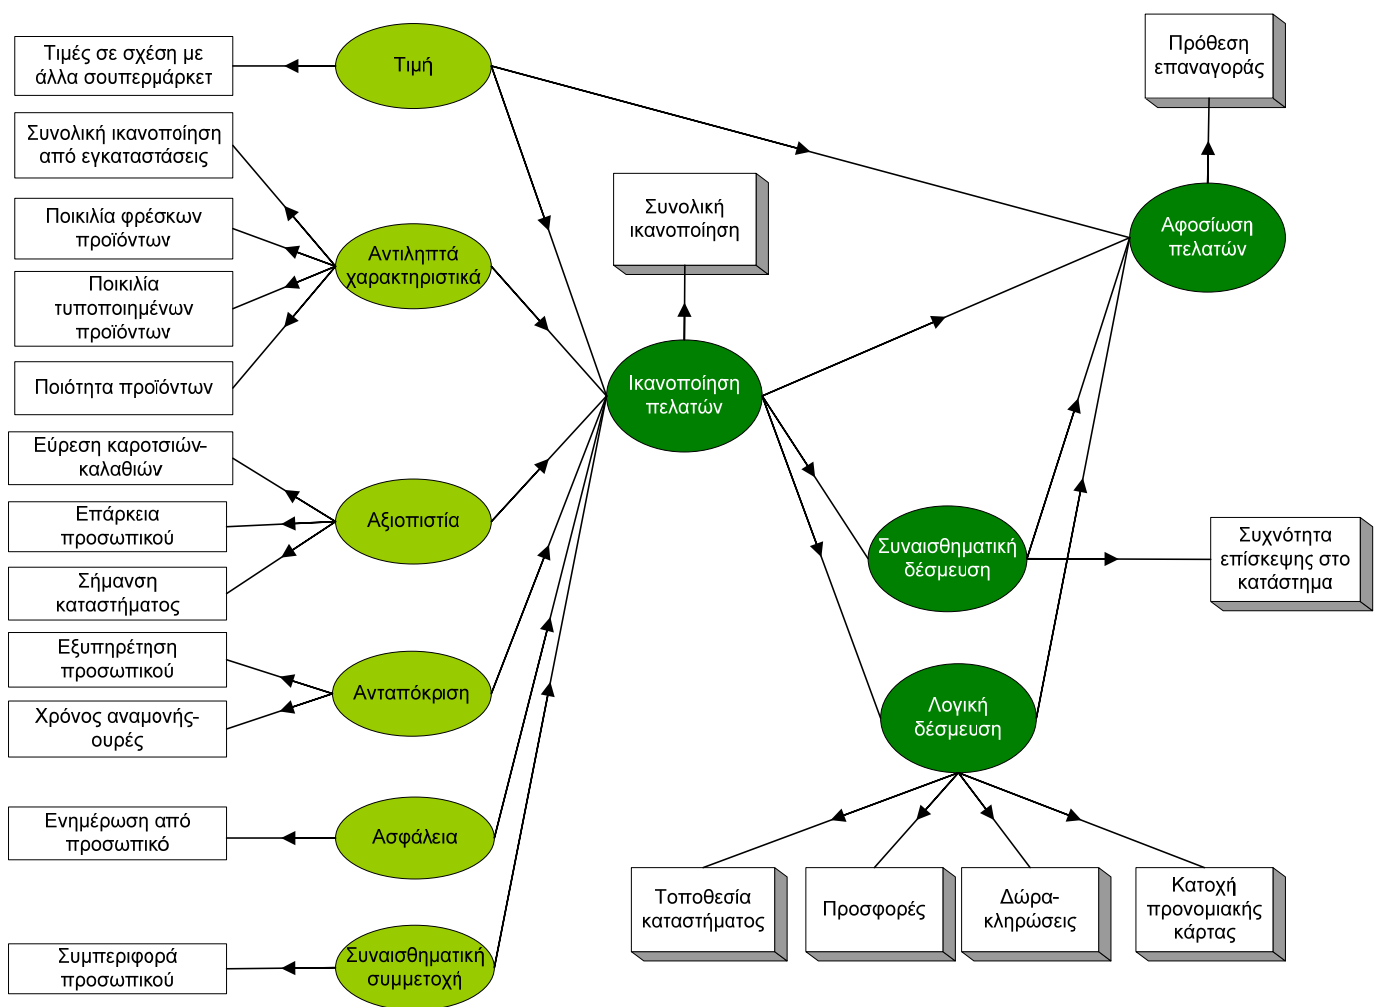 Τιμές σε σχέση με
άλλα σουπερμάρκετ
Συνολική ικανοποίηση
από εγκαταστάσεις
Ποικιλία φρέσκων
προϊόντων
Ποικιλία
τυποποιημένων
προϊόντων
Ποιότητα προϊόντων
Εύρεση καροτσιών-
καλαθιών
Επάρκεια
προσωπικού
Σήμανση
καταστήματος
Εξυπηρέτηση
προσωπικού
Χρόνος αναμονής-
ουρές
Ενημέρωση από
προσωπικό
Συμπεριφορά
προσωπικού
Τιμή
Αντιληπτά
χαρακτηριστικά
Αξιοπιστία
Ανταπόκριση
Ασφάλεια
Συναισθηματική
συμμετοχή
Συνολική
ικανοποίηση
Ικανοποίηση
πελατών
Πρόθεση
επαναγοράς
Αφοσίωση
πελατών
Συναισθηματική
δέσμευση
Συχνότητα
επίσκεψης στο
κατάστημα
Λογική
δέσμευση
Τοποθεσία
καταστήματος
Προσφορές
Δώρα-
κληρώσεις
Κατοχή
προνομιακής
κάρτας